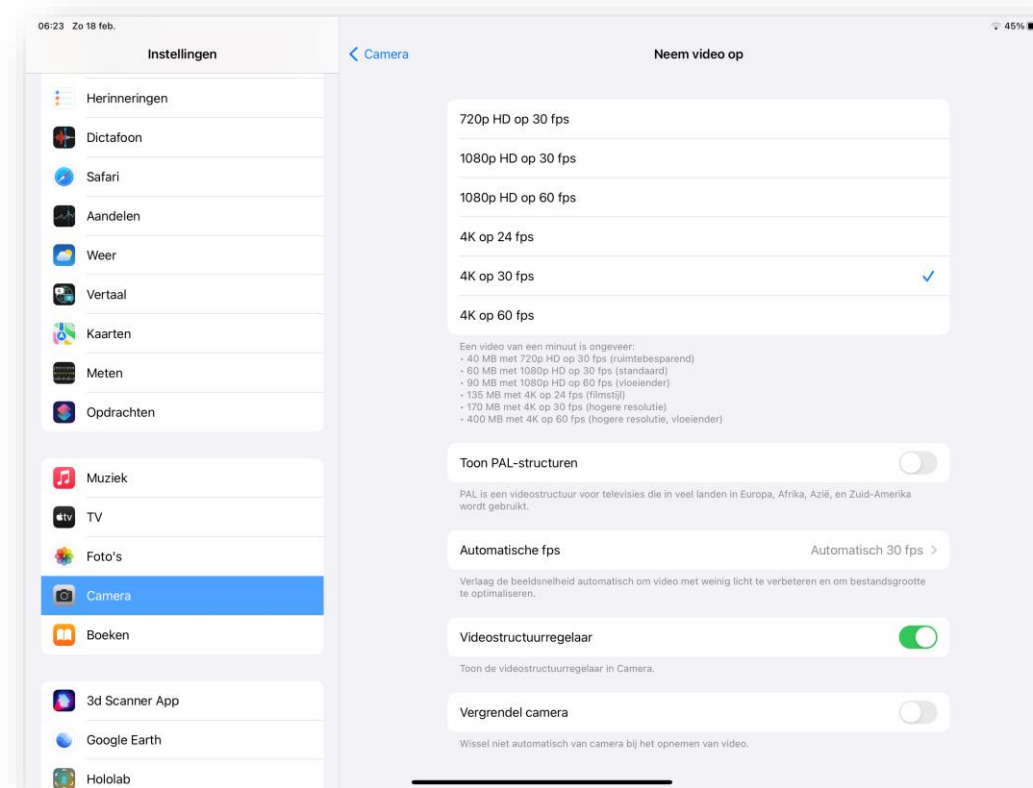 06:23 Zo 18 feb.
45%
Instellingen
Herinneringen
Dictafoon
Safari
Aandelen
Weer
Vertaal
Kaarten
Meten
Opdrachten
Muziek
tv
TV
Foto's
Camera
Boeken
3d Scanner App
Google Earth
Hololab
Camera
Neem video op
720p HD op 30 fps
1080p HD op 30 fps
1080p HD op 60 fps
4K op 24 fps
4K op 30 fps
4K op 60 fps
Een video van een minuut is ongeveer:
• 40 MB met 720p HD op 30 fps (ruimtebesparend)
• 60 MB met 1080p HD op 30 fps (standaard)
• 90 MB met 1080p HD op 60 fps (vloeiender)
• 135 MB met 4K op 24 fps (filmstijl)
• 170 MB met 4K op 30 fps (hogere resolutie)
• 400 MB met 4K op 60 fps (hogere resolutie, vloeiender)
Toon PAL-structuren
PAL is een videostructuur voor televisies die in veel landen in Europa, Afrika, Azië, en Zuid-Amerika
wordt gebruikt.
Automatische fps
Automatisch 30 fps
Verlaag de beeldsnelheid automatisch om video met weinig licht te verbeteren en om bestandsgrootte
te optimaliseren.
Videostructuurregelaar
Toon de videostructuurregelaar in Camera.
Vergrendel camera
Wissel niet automatisch van camera bij het opnemen van video.